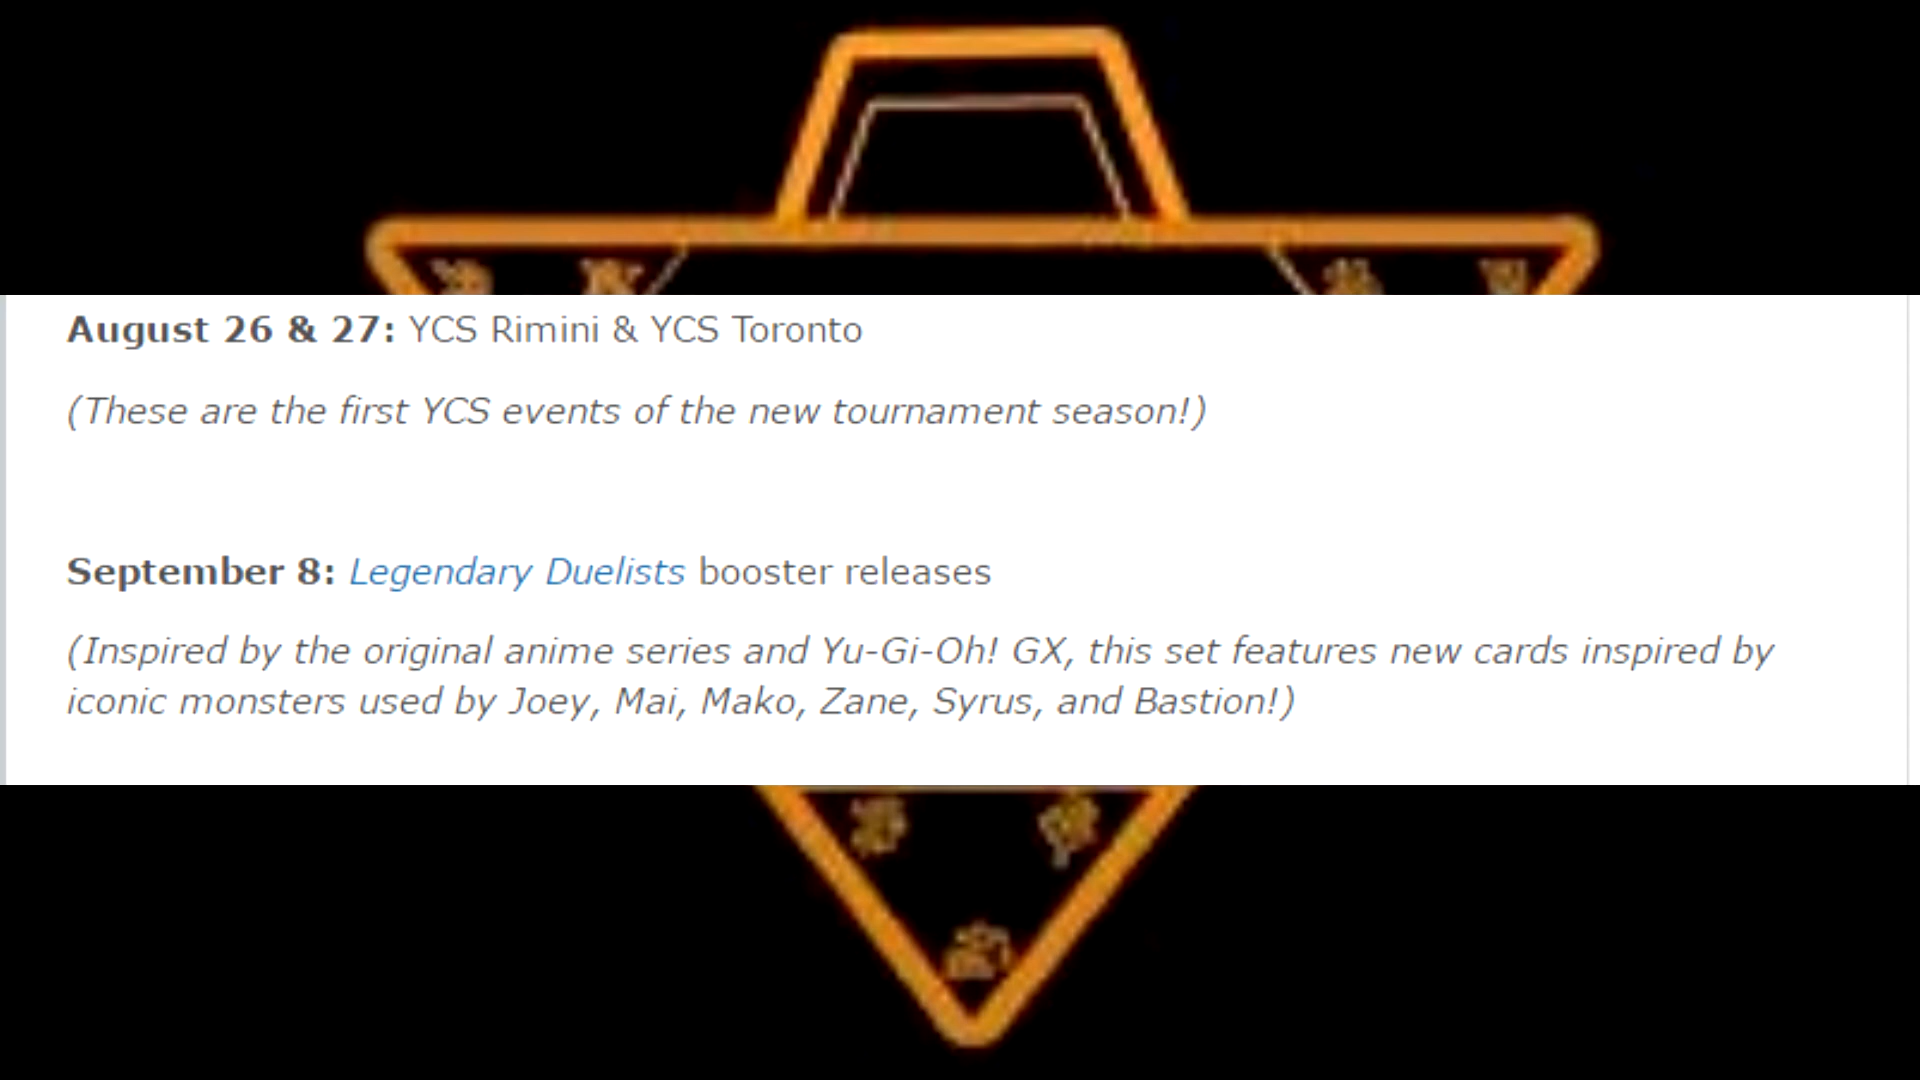 August 26 & 27: YCS Rimini & YCS Toronto
(These are the first YCS events of the new tournament season!)
September 8: Legendary Duelists booster releases
(Inspired by the original anime series and Yu-Gi-Oh! GX, this set features new cards inspired by
iconic monsters used by Joey, Mai, Mako, Zane, Syrus, and Bastion!)